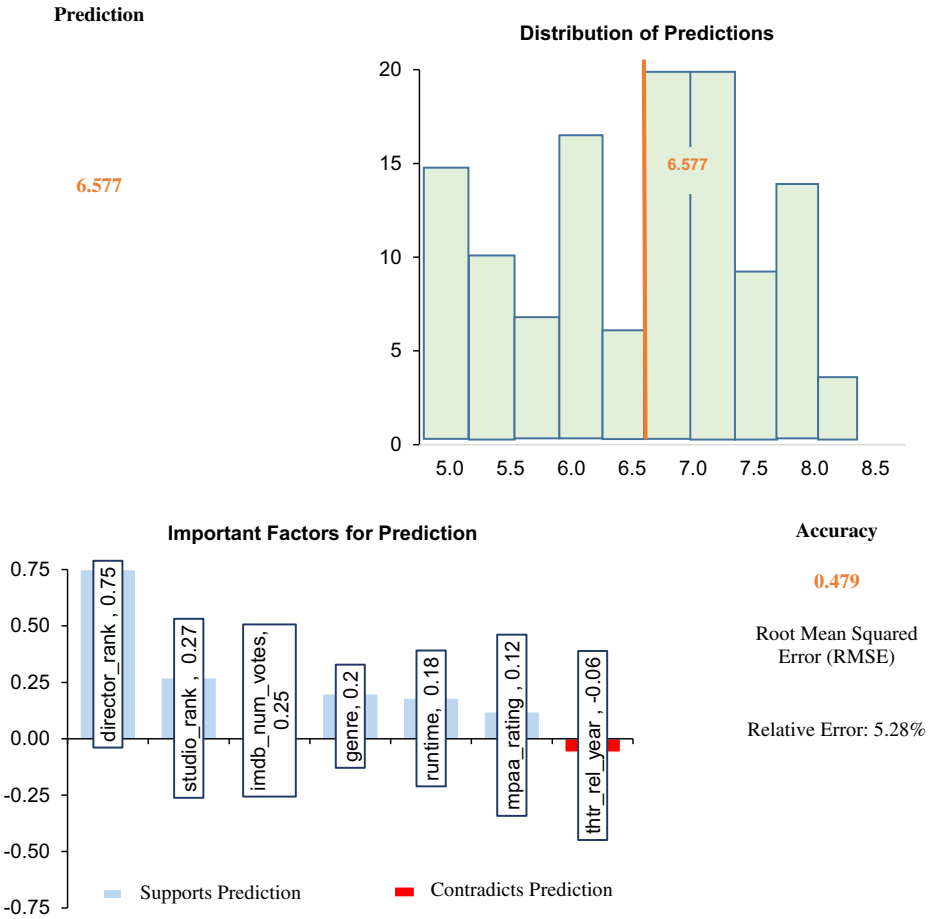 Prediction
6.577
Distribution of Predictions
20
15
10
5
0
6.577
5.0 5.5 6.0 6.5 7.0 7.5 8.0 8.5
Important Factors for Prediction
0.75
0.50
0.25
0.00
-0.25
-0.50
-0.75
director_rank , 0.75
studio_rank , 0.27
imdb_num_votes,
0.25
genre, 0.2
runtime, 0.18
mpaa_rating , 0.12
thtr_rel_year , -0.06
Supports Prediction
Contradicts Prediction
Accuracy
0.479
Root Mean Squared
Error (RMSE)
Relative Error: 5.28%